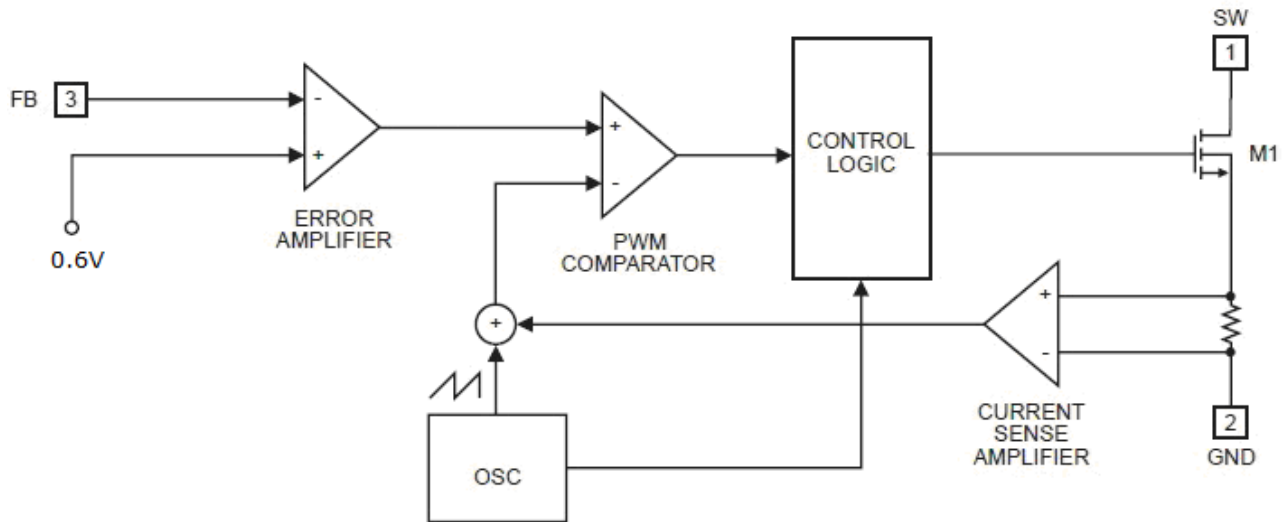 SW
1
FB 3
-
+
0.6V
ERROR
AMPLIFIER
+
-
PWM
COMPARATOR
CONTROL
LOGIC
M1
+
OSC
+
-
CURRENT
SENSE
AMPLIFIER
2
GND